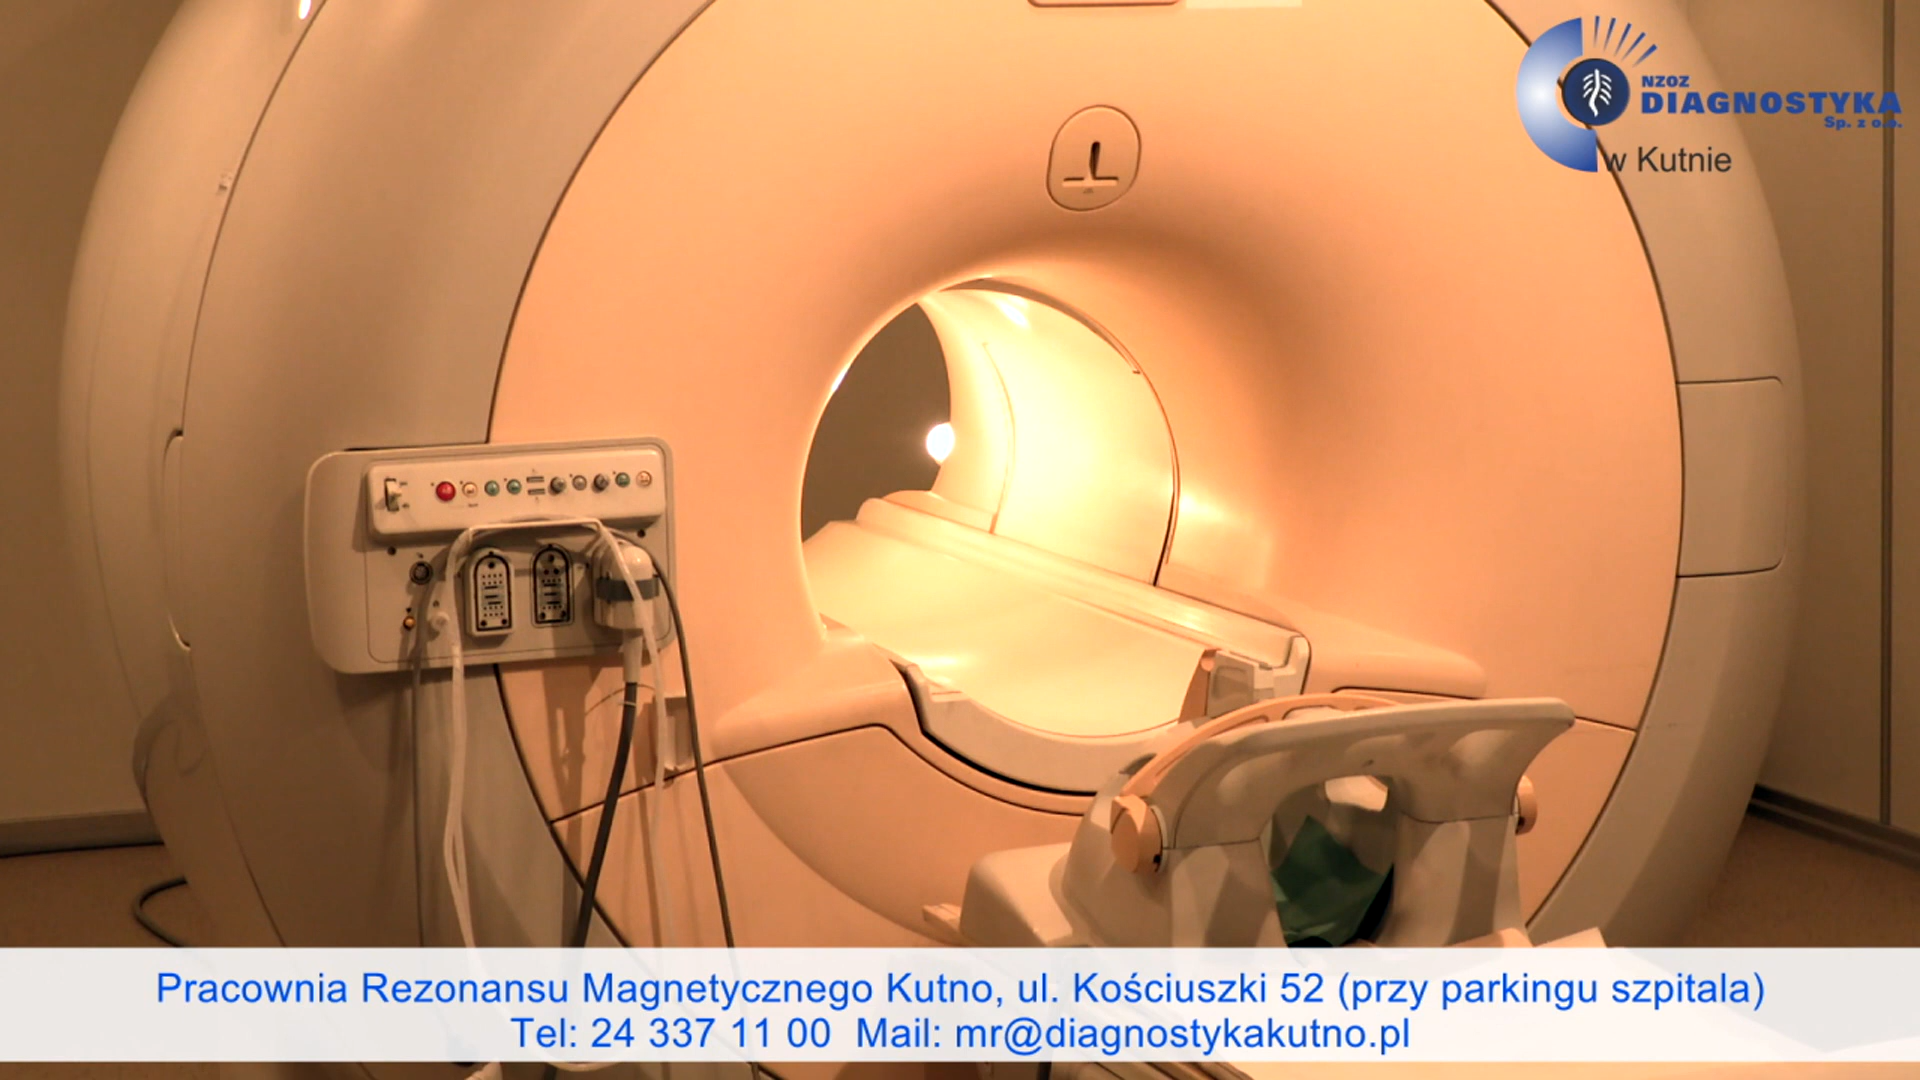 NZOZ
DIAGNOSTYKA
Sp. z o.o.
w Kutnie
Pracownia Rezonansu Magnetycznego Kutno, ul. Kościuszki 52 (przy parkingu szpitala)
Tel: 24 337 11 00  Mail: mr@diagnostykakutno.pl